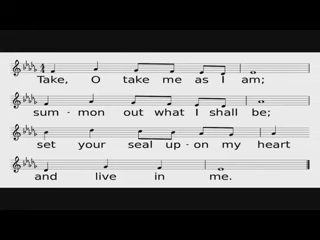 Take, O take me as I am;
sum - mon out what I shall be;
set your seal up - on my heart
and live in me.